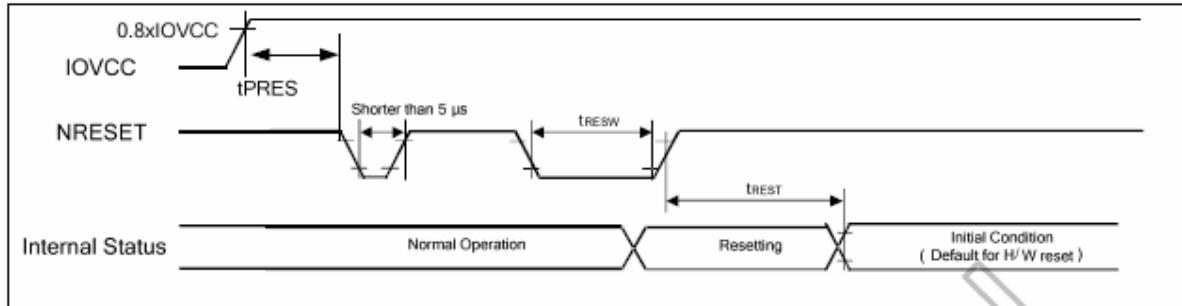 0.8xIOVCC
IOVCC
tPRES
Shorter than 5 µs
NRESET
tRESW
tREST
Internal Status
Normal Operation
Resetting
Initial Condition
( Default for H/W reset )